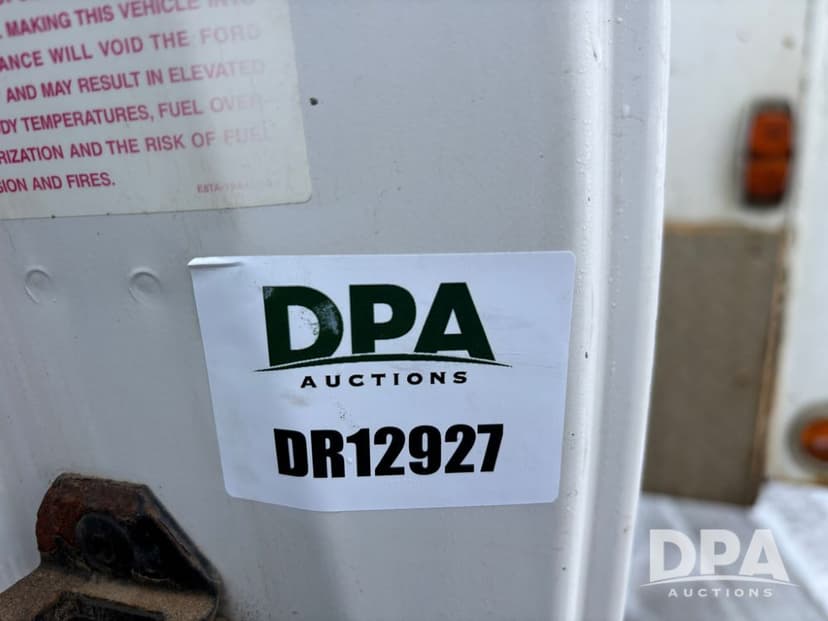 MAKING THIS VEHICLE INTO
ANCE WILL VOID THE FORD
AND MAY RESULT IN ELEVATED
DY TEMPERATURES, FUEL OVER-
RIZATION AND THE RISK OF FUEL
SION AND FIRES.
DPA
AUCTIONS
DR12927
DPA
AUCTIONS